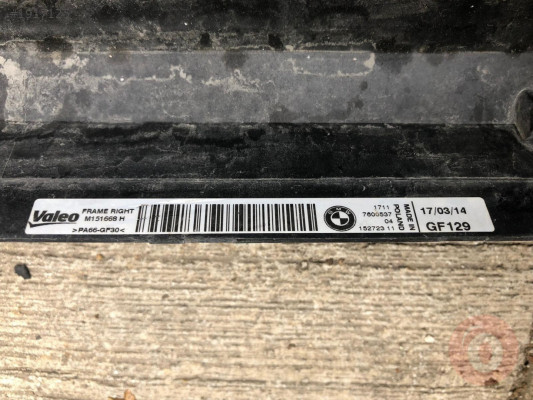 Valeo
FRAME RIGHT
M151668 H
>PA66-GF30<
1711
7600537
04
152723 11
MADE IN
POLAND
17/03/14
GF129